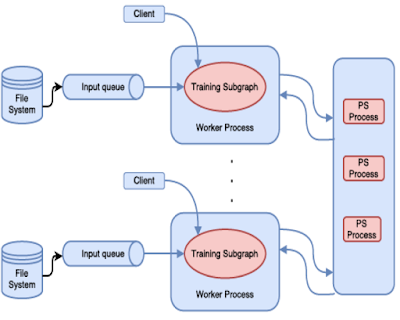 Client
File
System
Input queue
Training Subgraph
Worker Process
PS
Process
PS
Process
PS
Process
Client
File
System
Input queue
Training Subgraph
Worker Process